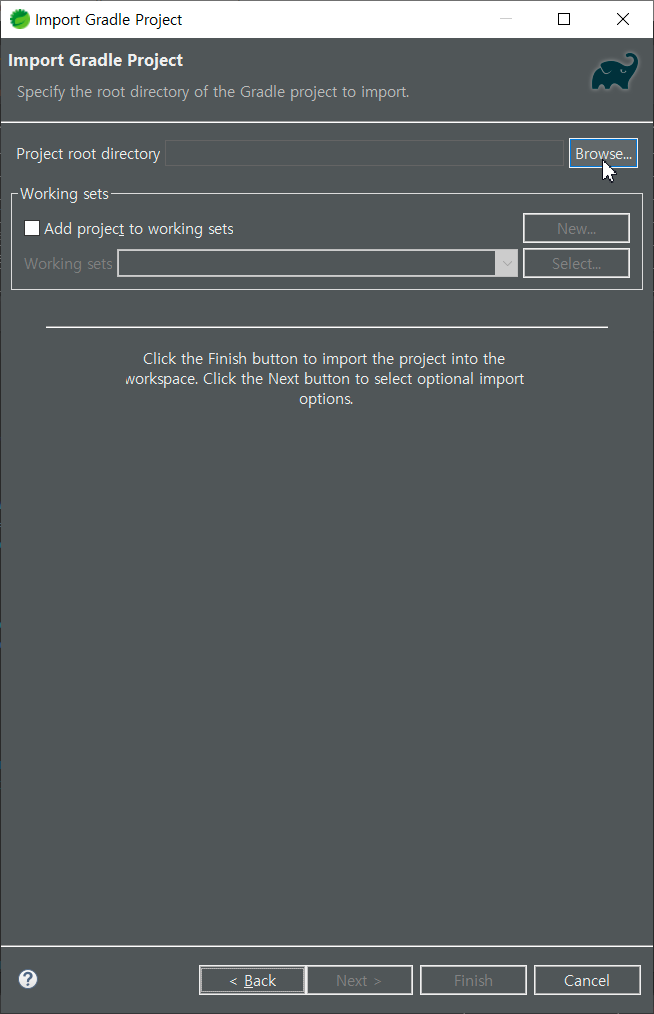 Import Gradle Project
Import Gradle Project
Specify the root directory of the Gradle project to import.
Project root directory
Browse...
Working sets
Add project to working sets
New...
Working sets
Select...
Click the Finish button to import the project into the
workspace. Click the Next button to select optional import
options.
?
< Back
Next >
Finish
Cancel